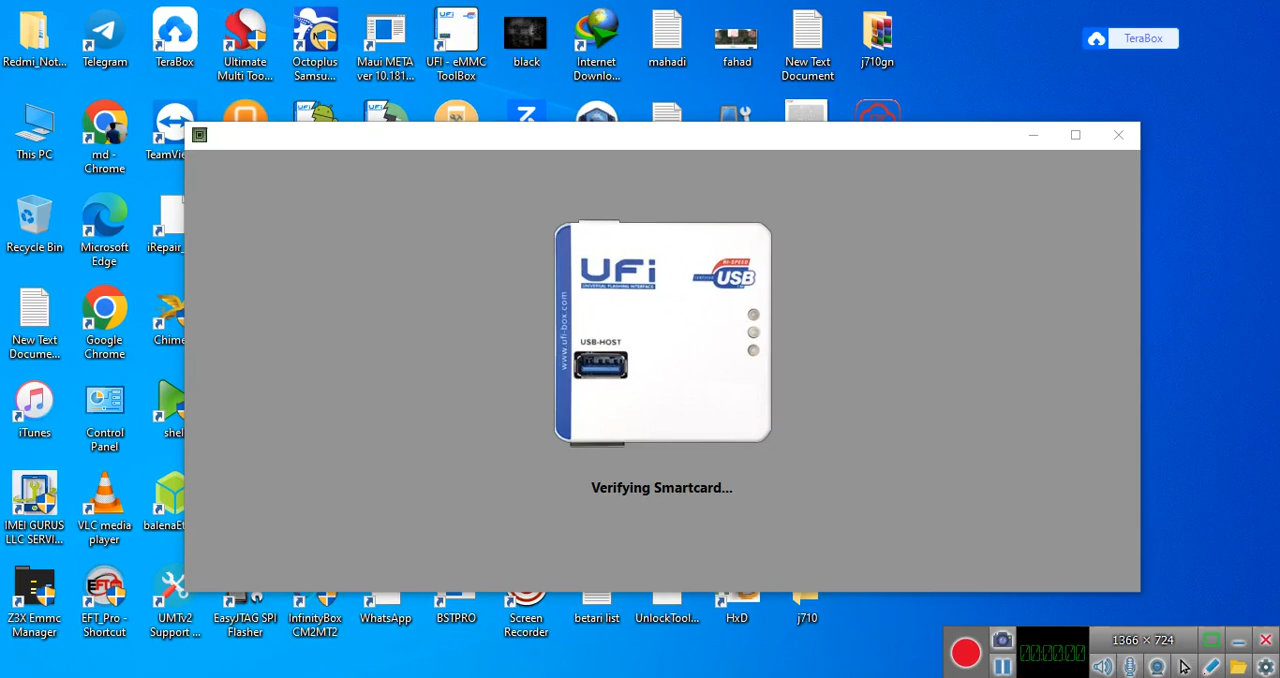 Redmi_Not...
Telegram
TeraBox
Ultimate
Multi Too...
Octoplus
Samsu...
Maui META
ver 10.181...
UFI - eMMC
ToolBox
black
Internet
Downlo...
mahadi
fahad
New Text
Document
j710gn
TeraBox
This PC
md -
Chrome
TeamVie
Recycle Bin
Microsoft
Edge
iRepair_
New Text
Docume...
Google
Chrome
Chime
iTunes
Control
Panel
shel
IMEI GURUS
LLC SERVI...
VLC media
player
balenaEt
Z3X Emmc
Manager
EFT_Pro -
Shortcut
UMTv2
Support ...
EasyJTAG SPI
Flasher
InfinityBox
CM2MT2
WhatsApp
BSTPRO
Screen
Recorder
betari list
UnlockTool...
HxD
j710
UFi
UNIVERSAL FLASHING INTERFACE
HI-SPEED
CERTIFIED
USB
www.ufi-box.com
USB-HOST
Verifying Smartcard...
000000
1366 × 724